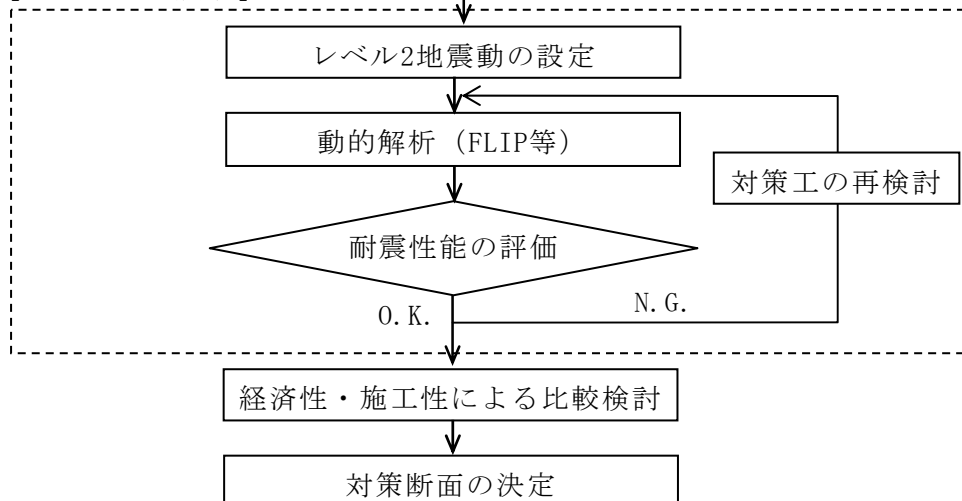 レベル2地震動の設定
動的解析（FLIP等）
対策工の再検討
耐震性能の評価
O.K.
N.G.
経済性・施工性による比較検討
対策断面の決定